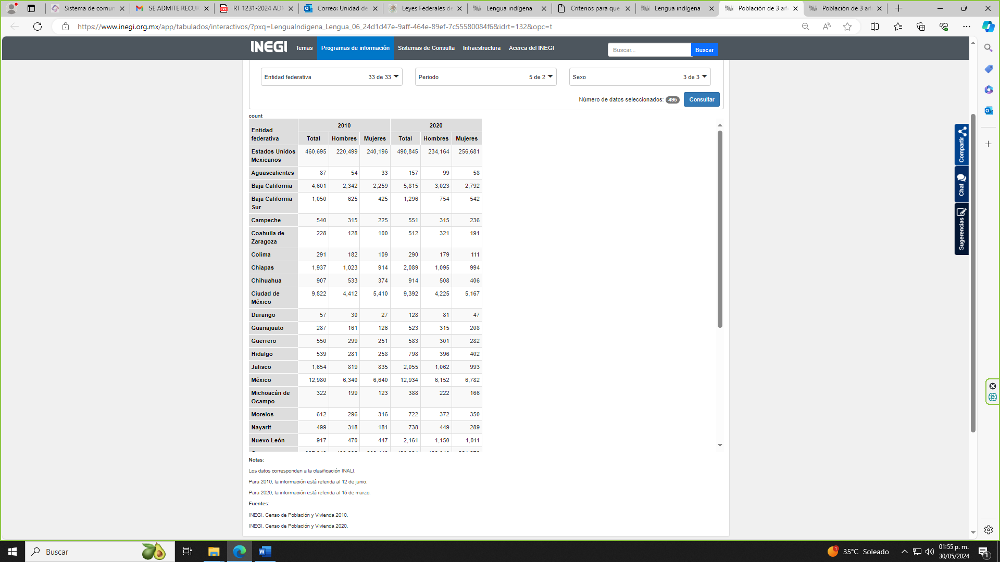 Sistema de comun
SE ADMITE RECUR
RT 1231-2024 ADM
Correo: Unidad de
Leyes Federales de
Lengua indígena
Criterios para que
Lengua indígena
Población de 3 añ
Población de 3 añ
https://www.inegi.org.mx/app/tabulados/interactivos/?pxq=LenguaIndigena_Lengua_06_24d1d47e-9aff-464e-89ef-7c55580084f6&idrt=132&opc=t
INEGI Temas Programas de información Sistemas de Consulta Infraestructura Acerca del INEGI Buscar... Buscar
Entidad federativa 33 de 33 Periodo 5 de 2 Sexo 3 de 3
Número de datos seleccionados: 495 Consultar
count
Entidad federativa 2010 2020
Total Hombres Mujeres Total Hombres Mujeres
Estados Unidos Mexicanos 460,695 220,499 240,196 490,845 234,164 256,681
Aguascalientes 87 54 33 157 99 58
Baja California 4,601 2,342 2,259 5,815 3,023 2,792
Baja California Sur 1,050 625 425 1,296 754 542
Campeche 540 315 225 551 315 236
Coahuila de Zaragoza 228 128 100 512 321 191
Colima 291 182 109 290 179 111
Chiapas 1,937 1,023 914 2,089 1,095 994
Chihuahua 907 533 374 914 508 406
Ciudad de México 9,822 4,412 5,410 9,392 4,225 5,167
Durango 57 30 27 128 81 47
Guanajuato 287 161 126 523 315 208
Guerrero 550 299 251 583 301 282
Hidalgo 539 281 258 798 396 402
Jalisco 1,654 819 835 2,055 1,062 993
México 12,980 6,340 6,640 12,934 6,152 6,782
Michoacán de Ocampo 322 199 123 388 222 166
Morelos 612 296 316 722 372 350
Nayarit 499 318 181 738 449 289
Nuevo León 917 470 447 2,161 1,150 1,011
Notas:
Los datos corresponden a la clasificación INALI.
Para 2010, la información está referida al 12 de junio.
Para 2020, la información está referida al 15 de marzo.
Fuentes:
INEGI. Censo de Población y Vivienda 2010.
INEGI. Censo de Población y Vivienda 2020.
Compartir
Chat
Sugerencias
Buscar
35°C Soleado
01:55 p. m.
30/05/2024